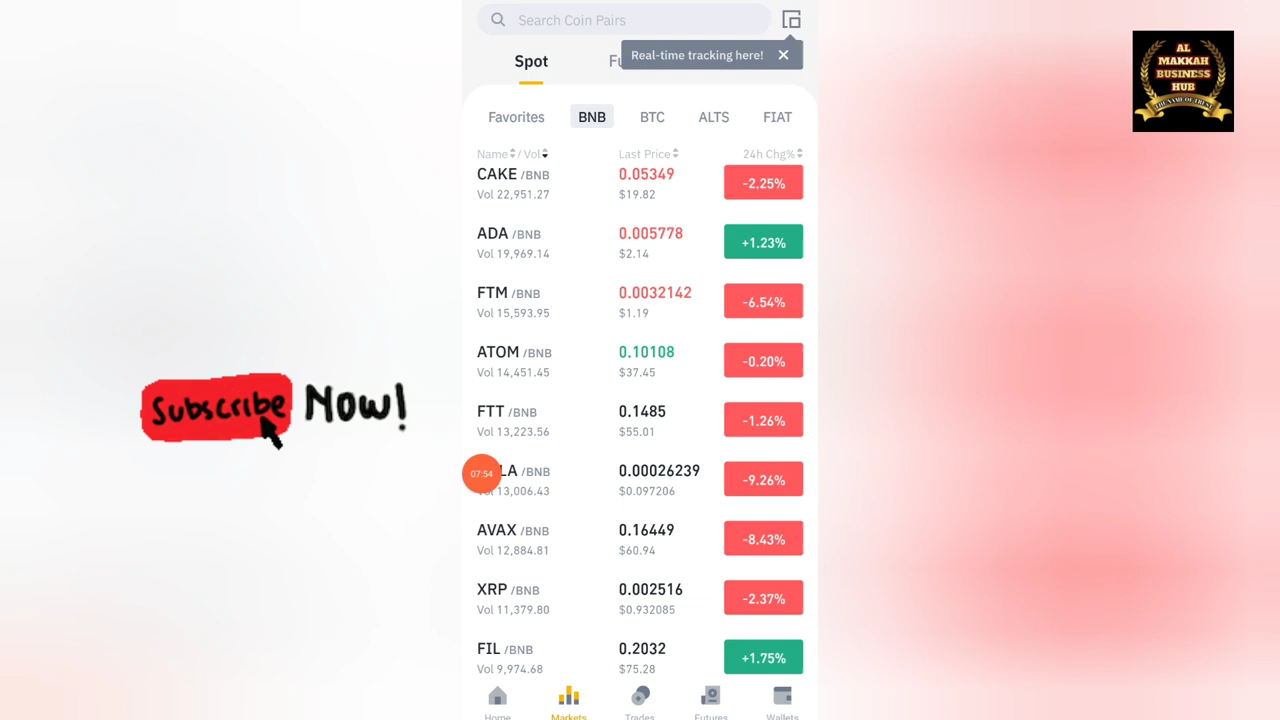 Search Coin Pairs
Real-time tracking here!
Spot
Favorites BNB BTC ALTS FIAT
Name / Vol Last Price 24h Chg%
CAKE /BNB 0.05349 -2.25%
Vol 22,951.27 $19.82
ADA /BNB 0.005778 +1.23%
Vol 19,969.14 $2.14
FTM /BNB 0.0032142 -6.54%
Vol 15,593.95 $1.19
ATOM /BNB 0.10108 -0.20%
Vol 14,451.45 $37.45
FTT /BNB 0.1485 -1.26%
Vol 13,223.56 $55.01
/BNB 0.00026239 -9.26%
07:54
13,006.43 $0.097206
AVAX /BNB 0.16449 -8.43%
Vol 12,884.81 $60.94
XRP /BNB 0.002516 -2.37%
Vol 11,379.80 $0.932085
FIL /BNB 0.2032 +1.75%
Vol 9,974.68 $75.28
Home Markets Trades Futures Wallets
Subscribe Now!
AL
MAKKAH
BUSINESS
HUB
THE NAME OF TRUST